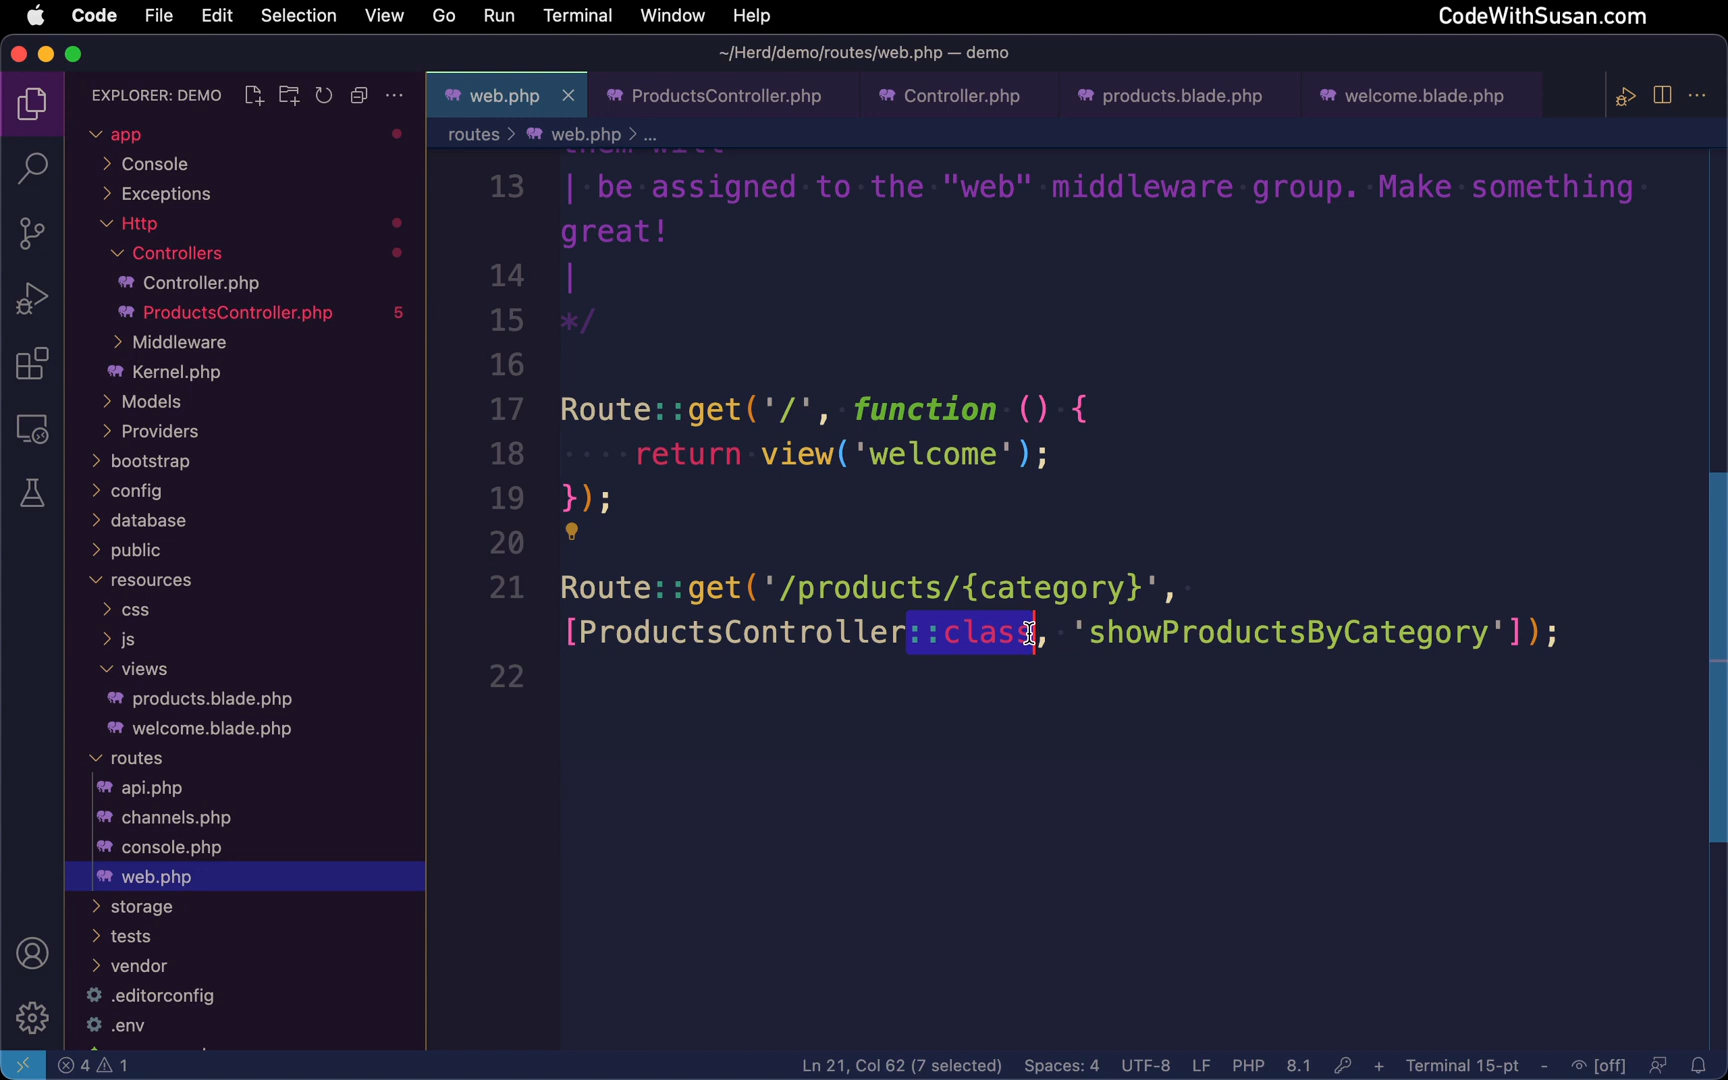 Code File Edit Selection View Go Run Terminal Window Help CodeWithSusan.com
~/Herd/demo/routes/web.php — demo
EXPLORER: DEMO
web.php ProductsController.php Controller.php products.blade.php welcome.blade.php
routes > web.php > ...
app
Console
Exceptions
Http
Controllers
Controller.php
ProductsController.php 5
Middleware
Kernel.php
Models
Providers
bootstrap
config
database
public
resources
css
js
views
products.blade.php
welcome.blade.php
routes
api.php
channels.php
console.php
web.php
storage
tests
vendor
.editorconfig
.env
them will
13 | be assigned to the "web" middleware group. Make something
great!
14 |
15 */
16
17 Route::get('/', function () {
18 return view('welcome');
19 });
20
21 Route::get('/products/{category}',
[ProductsController::class, 'showProductsByCategory']);
22
4 1 Ln 21, Col 62 (7 selected) Spaces: 4 UTF-8 LF PHP 8.1 + Terminal 15-pt - [off]